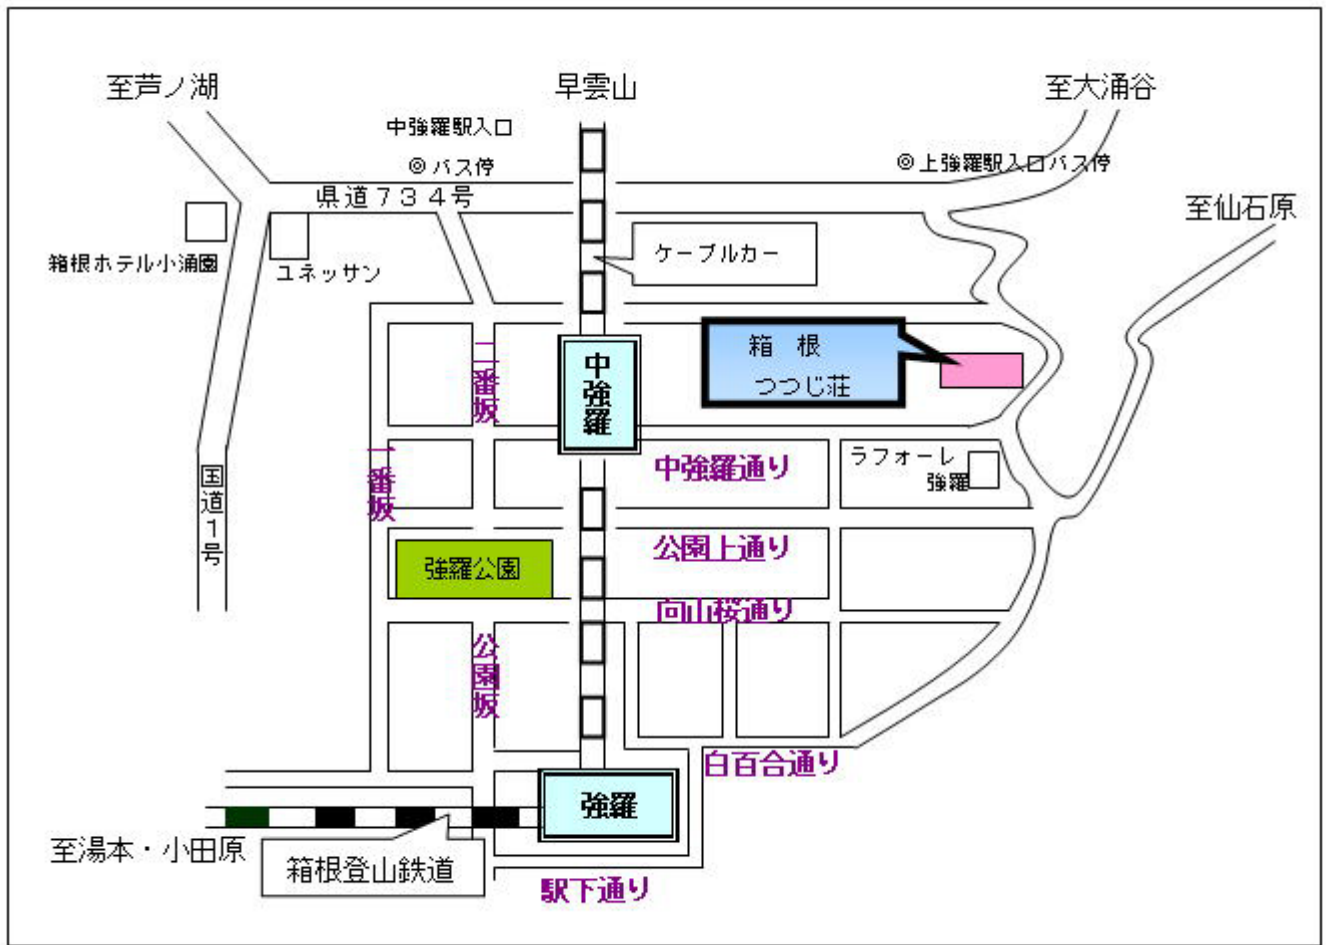 至芦ノ湖
早雲山
至大涌谷
中強羅駅入口
◎バス停
◎上強羅駅入口バス停
県道７３４号
至仙石原
箱根ホテル小涌園
ユネッサン
ケーブルカー
箱 根
つつじ荘
二番坂
中強羅
一番坂
中強羅通り
ラフォーレ
強羅
国道１号
公園上通り
強羅公園
向山桜通り
公園坂
白百合通り
強羅
至湯本・小田原
箱根登山鉄道
駅下通り